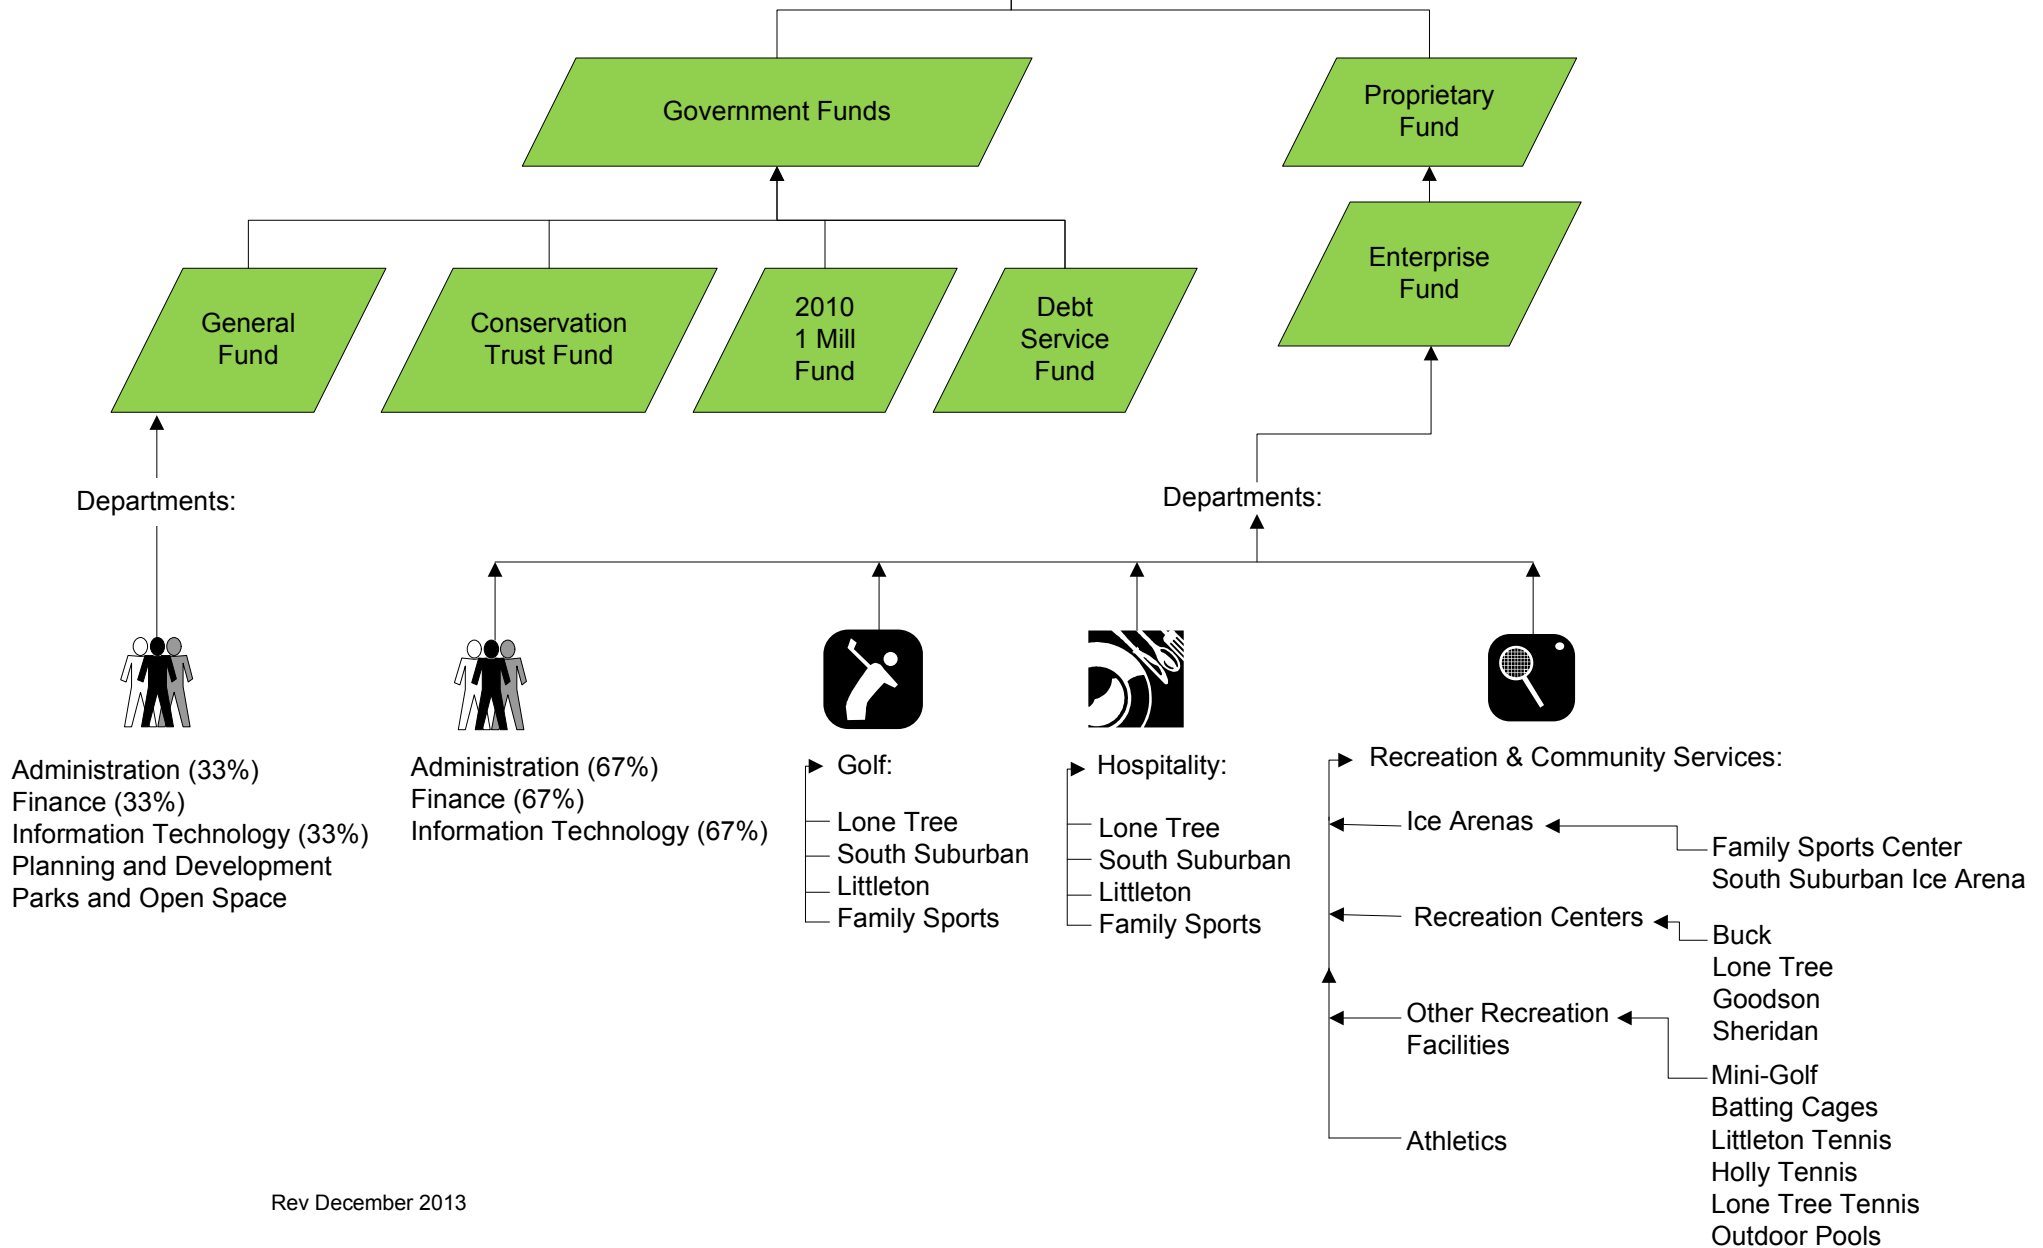 Government Funds
Proprietary
Fund
Enterprise
Fund
General
Fund
Conservation
Trust Fund
2010
1 Mill
Fund
Debt
Service
Fund
Departments:
Departments:
Administration (33%)
Finance (33%)
Information Technology (33%)
Planning and Development
Parks and Open Space
Administration (67%)
Finance (67%)
Information Technology (67%)
Golf:
Lone Tree
South Suburban
Littleton
Family Sports
Hospitality:
Lone Tree
South Suburban
Littleton
Family Sports
Recreation & Community Services:
Ice Arenas
Family Sports Center
South Suburban Ice Arena
Recreation Centers
Buck
Lone Tree
Goodson
Sheridan
Other Recreation
Facilities
Mini-Golf
Batting Cages
Littleton Tennis
Holly Tennis
Lone Tree Tennis
Outdoor Pools
Athletics
Rev December 2013